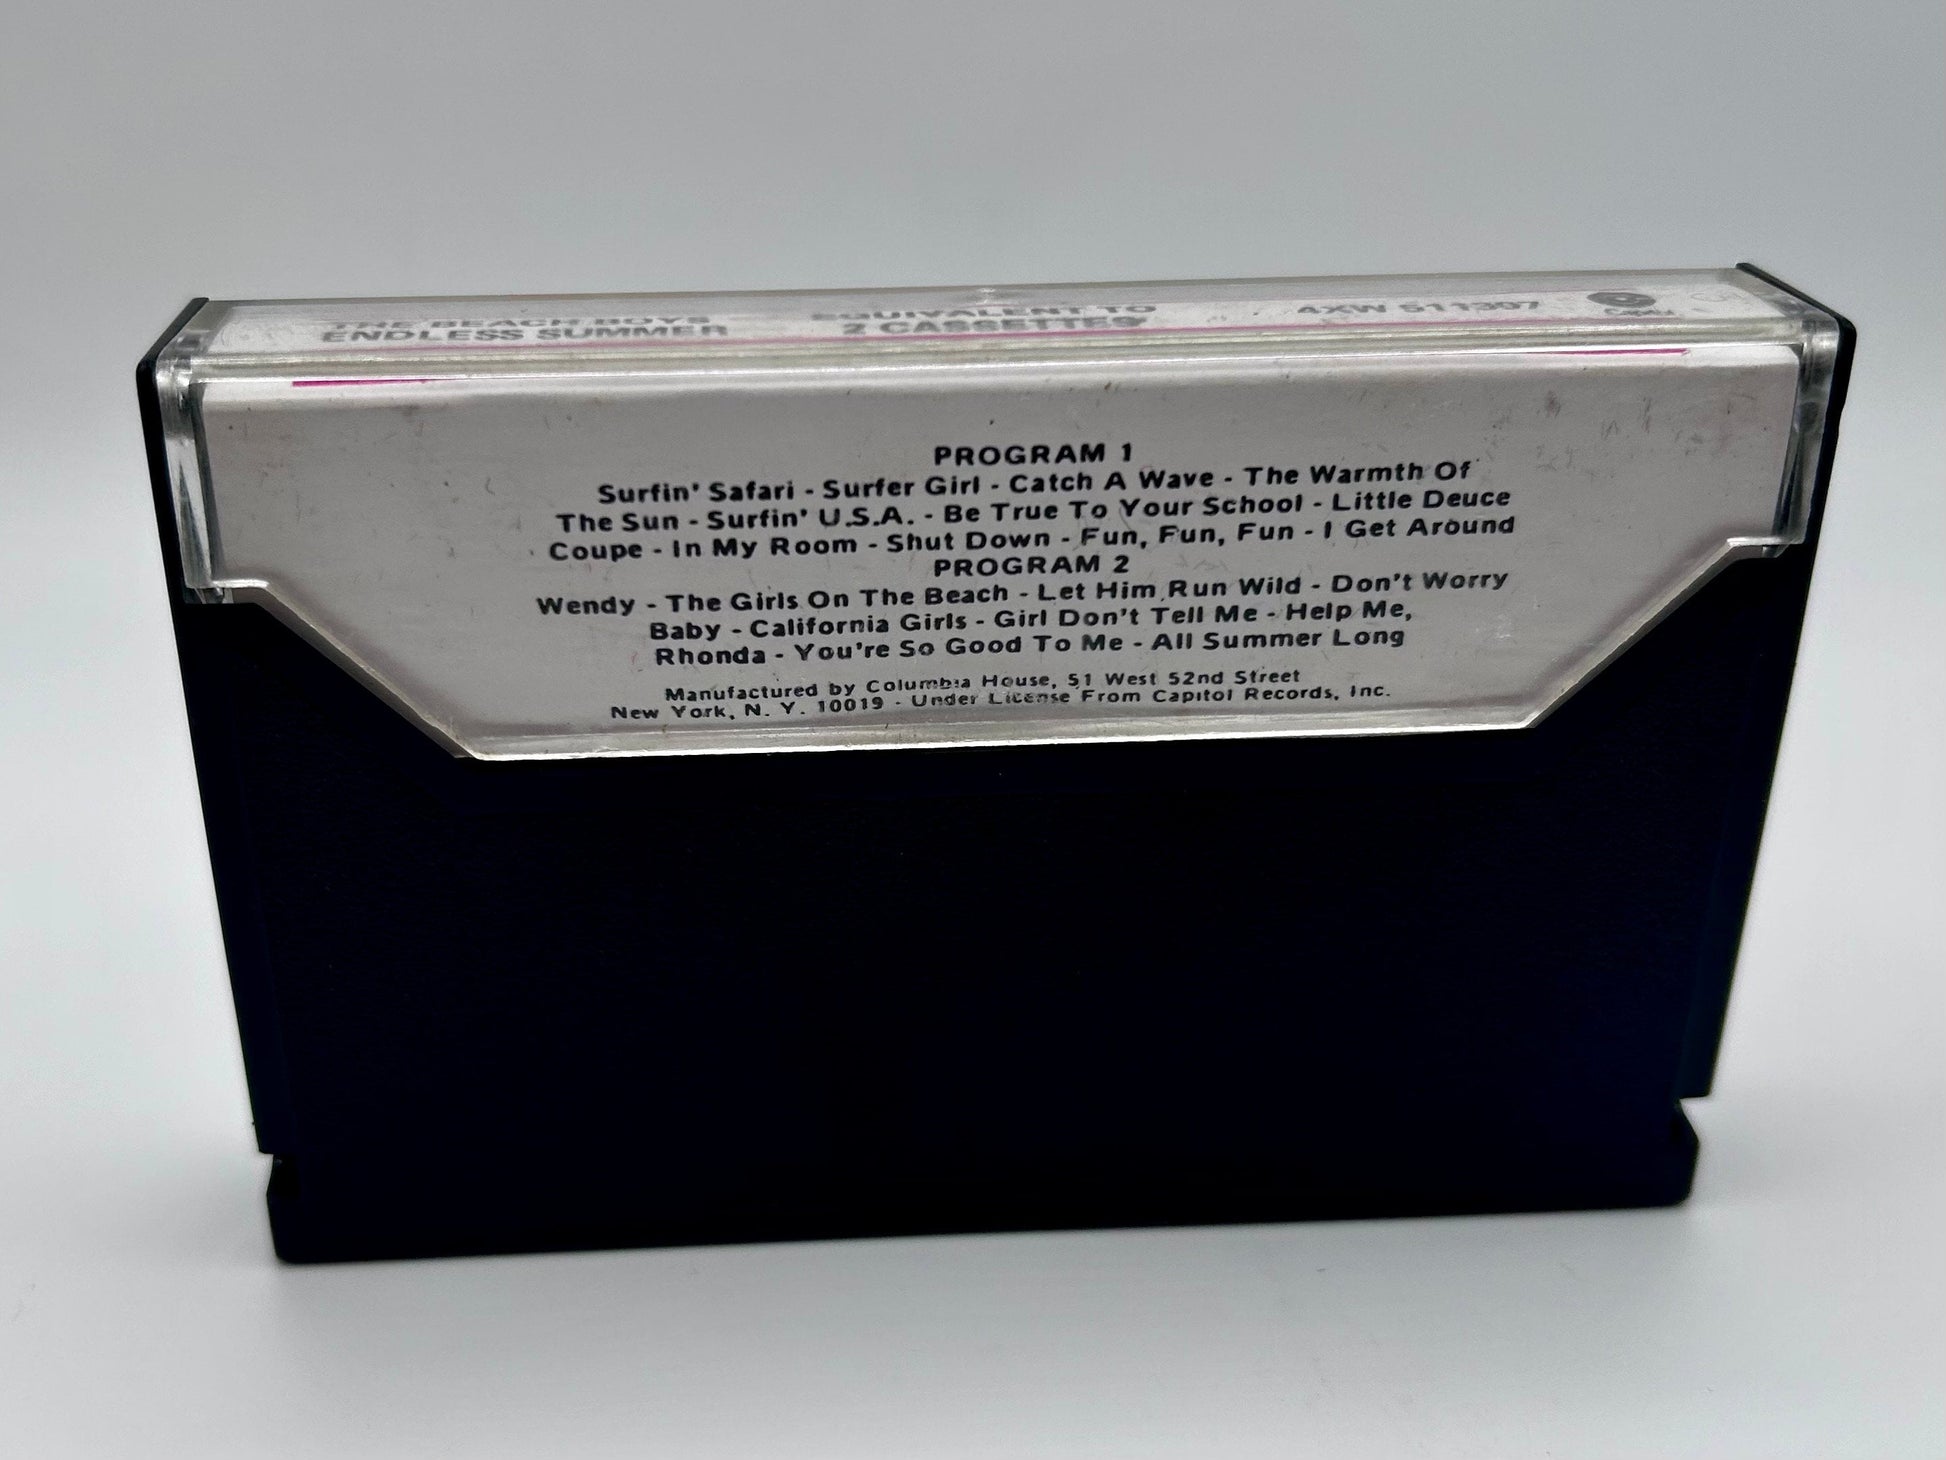 THE BEACH BOYS
ENDLESS SUMMER
EQUIVALENT TO
2 CASSETTES
4XW 511397
Capitol
PROGRAM 1
Surfin' Safari - Surfer Girl - Catch A Wave - The Warmth Of
The Sun - Surfin' U.S.A. - Be True To Your School - Little Deuce
Coupe - In My Room - Shut Down - Fun, Fun, Fun - I Get Around
PROGRAM 2
Wendy - The Girls On The Beach - Let Him Run Wild - Don't Worry
Baby - California Girls - Girl Don't Tell Me - Help Me,
Rhonda - You're So Good To Me - All Summer Long
Manufactured by Columbia House, 51 West 52nd Street
New York, N. Y. 10019 - Under License From Capitol Records, Inc.